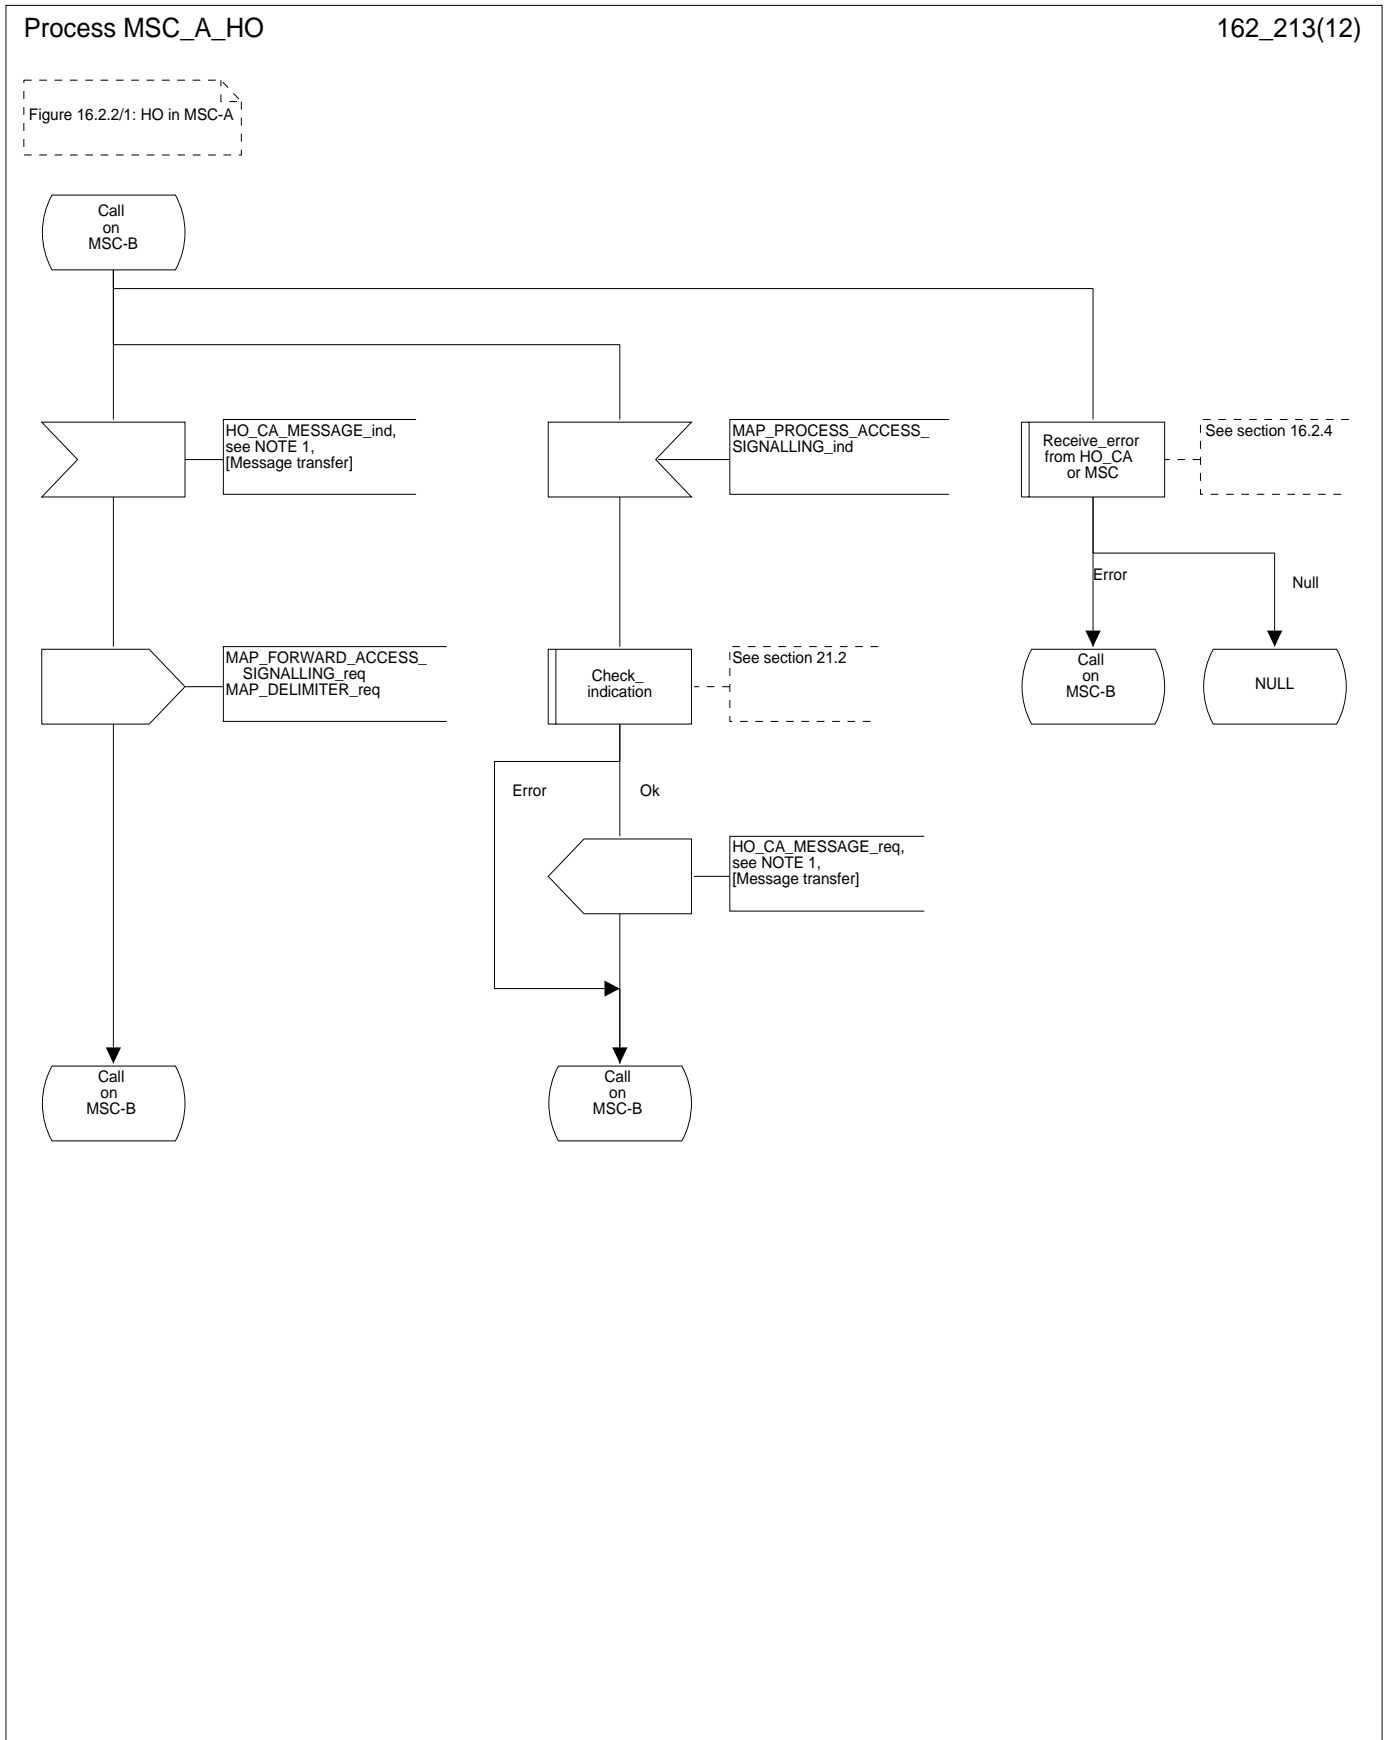 Process MSC_A_HO
162_213(12)
Figure 16.2.2/1: HO in MSC-A
Call
on
MSC-B
HO_CA_MESSAGE_ind,
see NOTE 1,
[Message transfer]
MAP_PROCESS_ACCESS_
SIGNALLING_ind
Receive_error
from HO_CA
or MSC
See section 16.2.4
Error
Null
MAP_FORWARD_ACCESS_
SIGNALLING_req
MAP_DELIMITER_req
Check_
indication
See section 21.2
Call
on
MSC-B
NULL
Error
Ok
HO_CA_MESSAGE_req,
see NOTE 1,
[Message transfer]
Call
on
MSC-B
Call
on
MSC-B